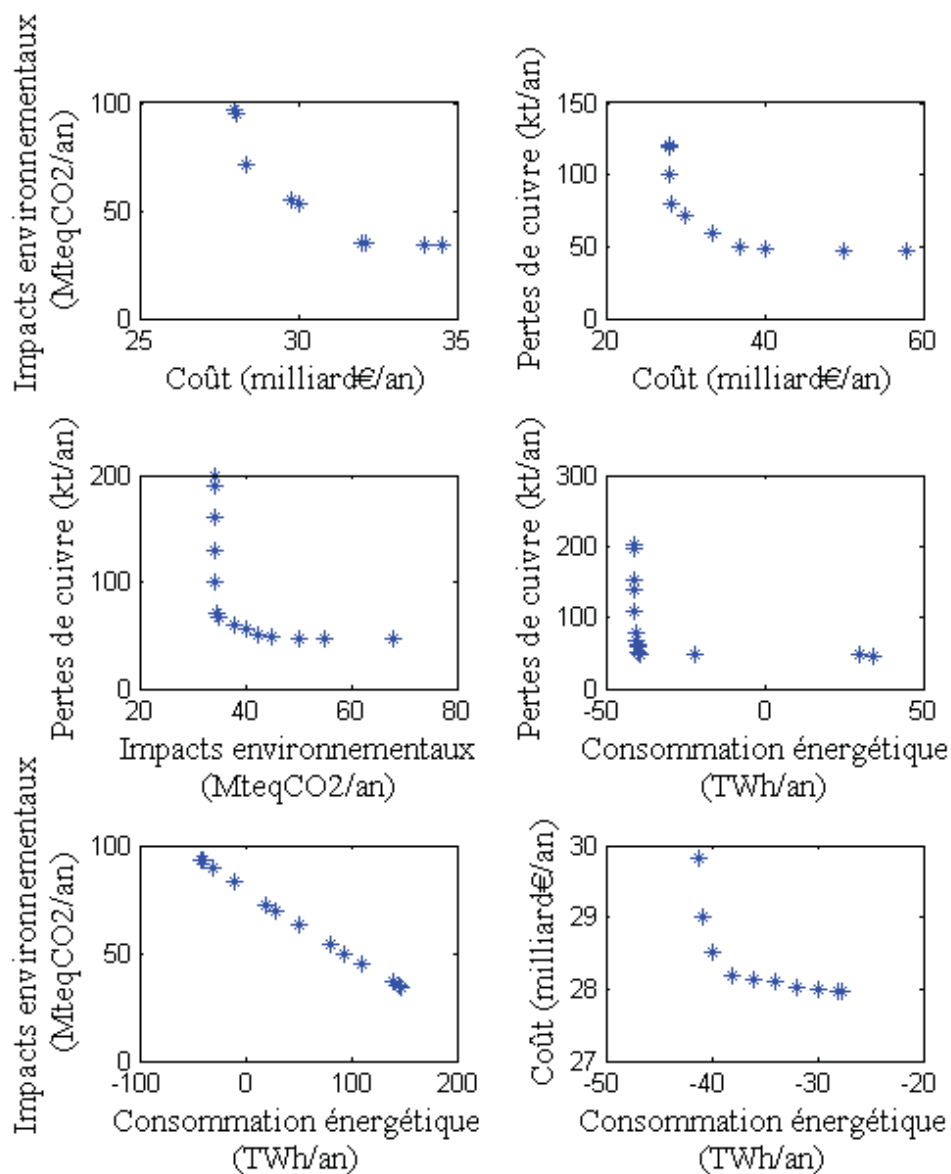 Impacts environnementaux
(MteqCO2/an)
100
50
0
25
30
35
Coût (milliard€/an)
Pertes de cuivre (kt/an)
150
100
50
0
20
40
60
Coût (milliard€/an)
Pertes de cuivre (kt/an)
200
100
0
20
40
60
80
Impacts environnementaux
(MteqCO2/an)
Pertes de cuivre (kt/an)
300
200
100
0
-50
0
50
Consommation énergétique
(TWh/an)
Impacts environnementaux
(MteqCO2/an)
100
50
0
-100
0
100
200
Consommation énergétique
(TWh/an)
Coût (milliard€/an)
30
29
28
27
-50
-40
-30
-20
Consommation énergétique
(TWh/an)